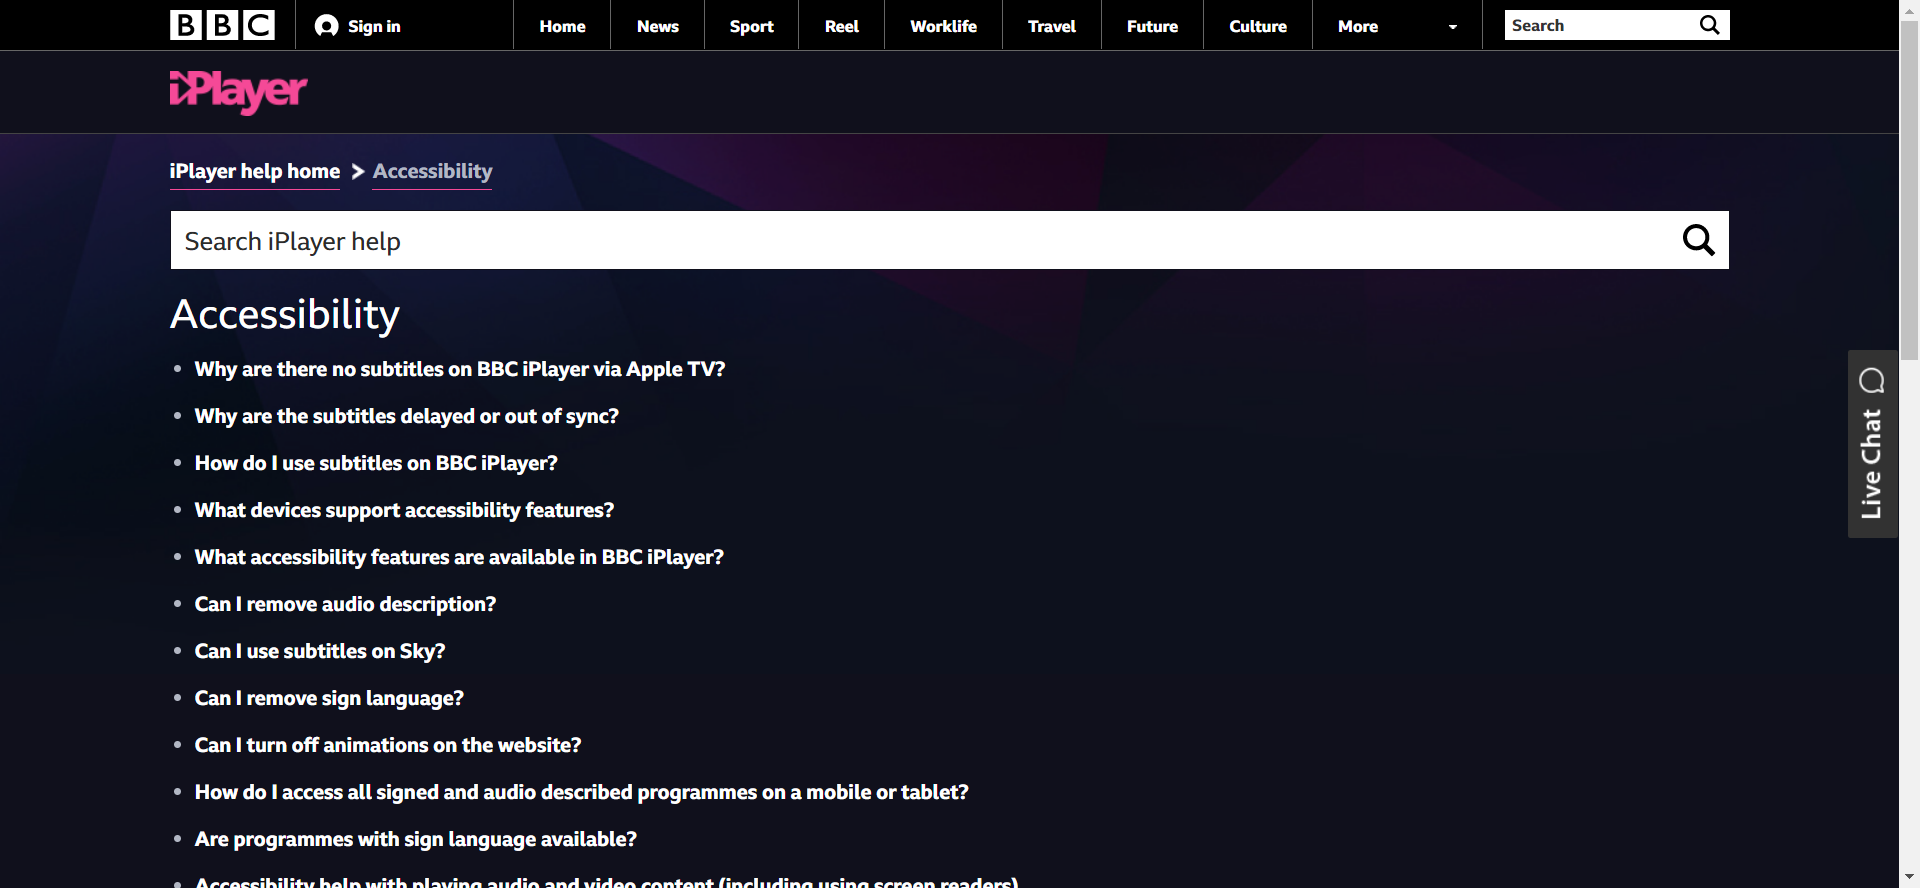 BBC Sign in Home News Sport Reel Worklife Travel Future Culture More Search
iPlayer
iPlayer help home > Accessibility
Search iPlayer help
Accessibility
• Why are there no subtitles on BBC iPlayer via Apple TV?
• Why are the subtitles delayed or out of sync?
• How do I use subtitles on BBC iPlayer?
• What devices support accessibility features?
• What accessibility features are available in BBC iPlayer?
• Can I remove audio description?
• Can I use subtitles on Sky?
• Can I remove sign language?
• Can I turn off animations on the website?
• How do I access all signed and audio described programmes on a mobile or tablet?
• Are programmes with sign language available?
• Accessibility help with playing audio and video content (including using screen readers)
Live Chat